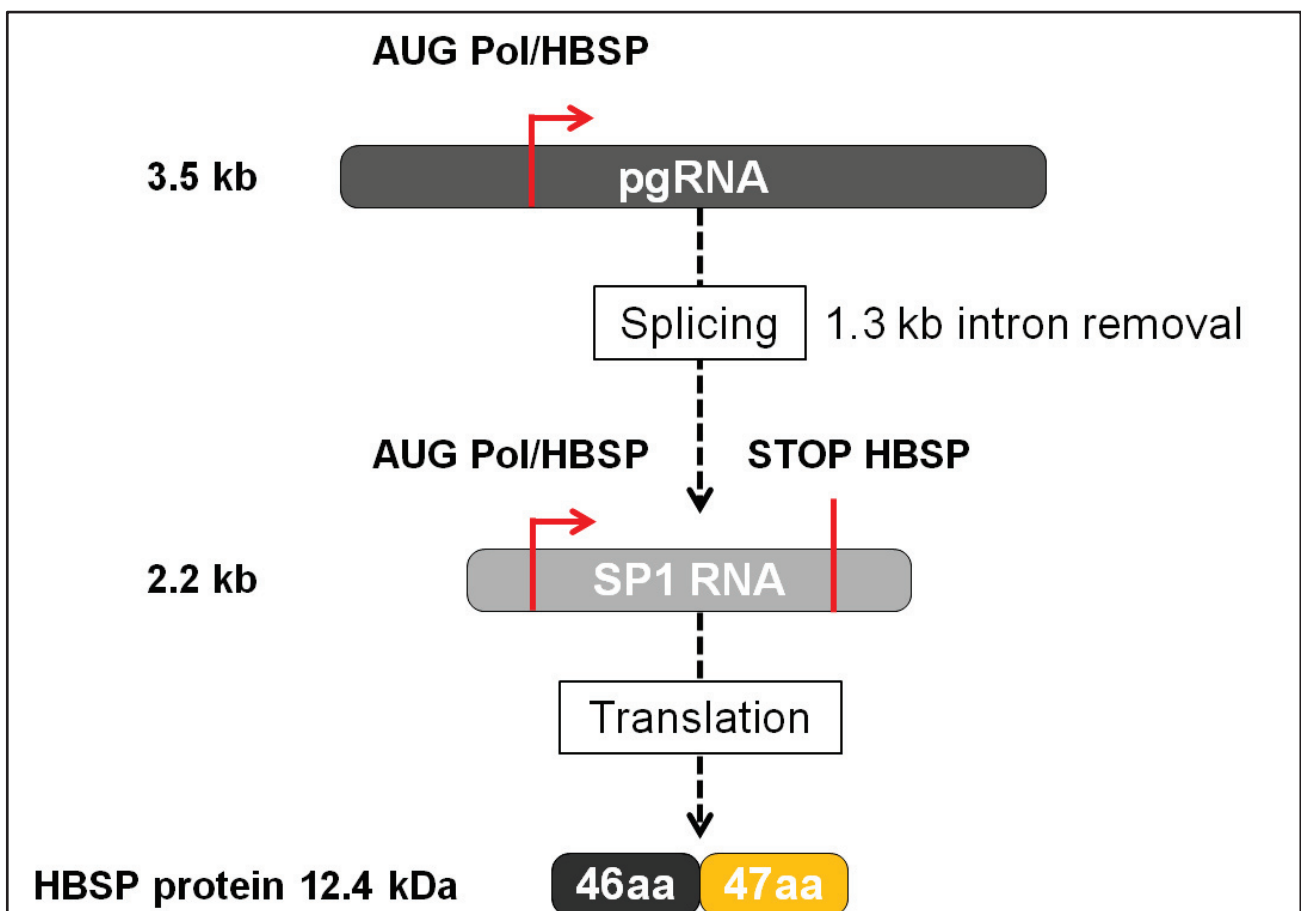 AUG Pol/HBSP
3.5 kb
pgRNA
Splicing
1.3 kb intron removal
AUG Pol/HBSP
STOP HBSP
2.2 kb
SP1 RNA
Translation
HBSP protein 12.4 kDa
46aa
47aa